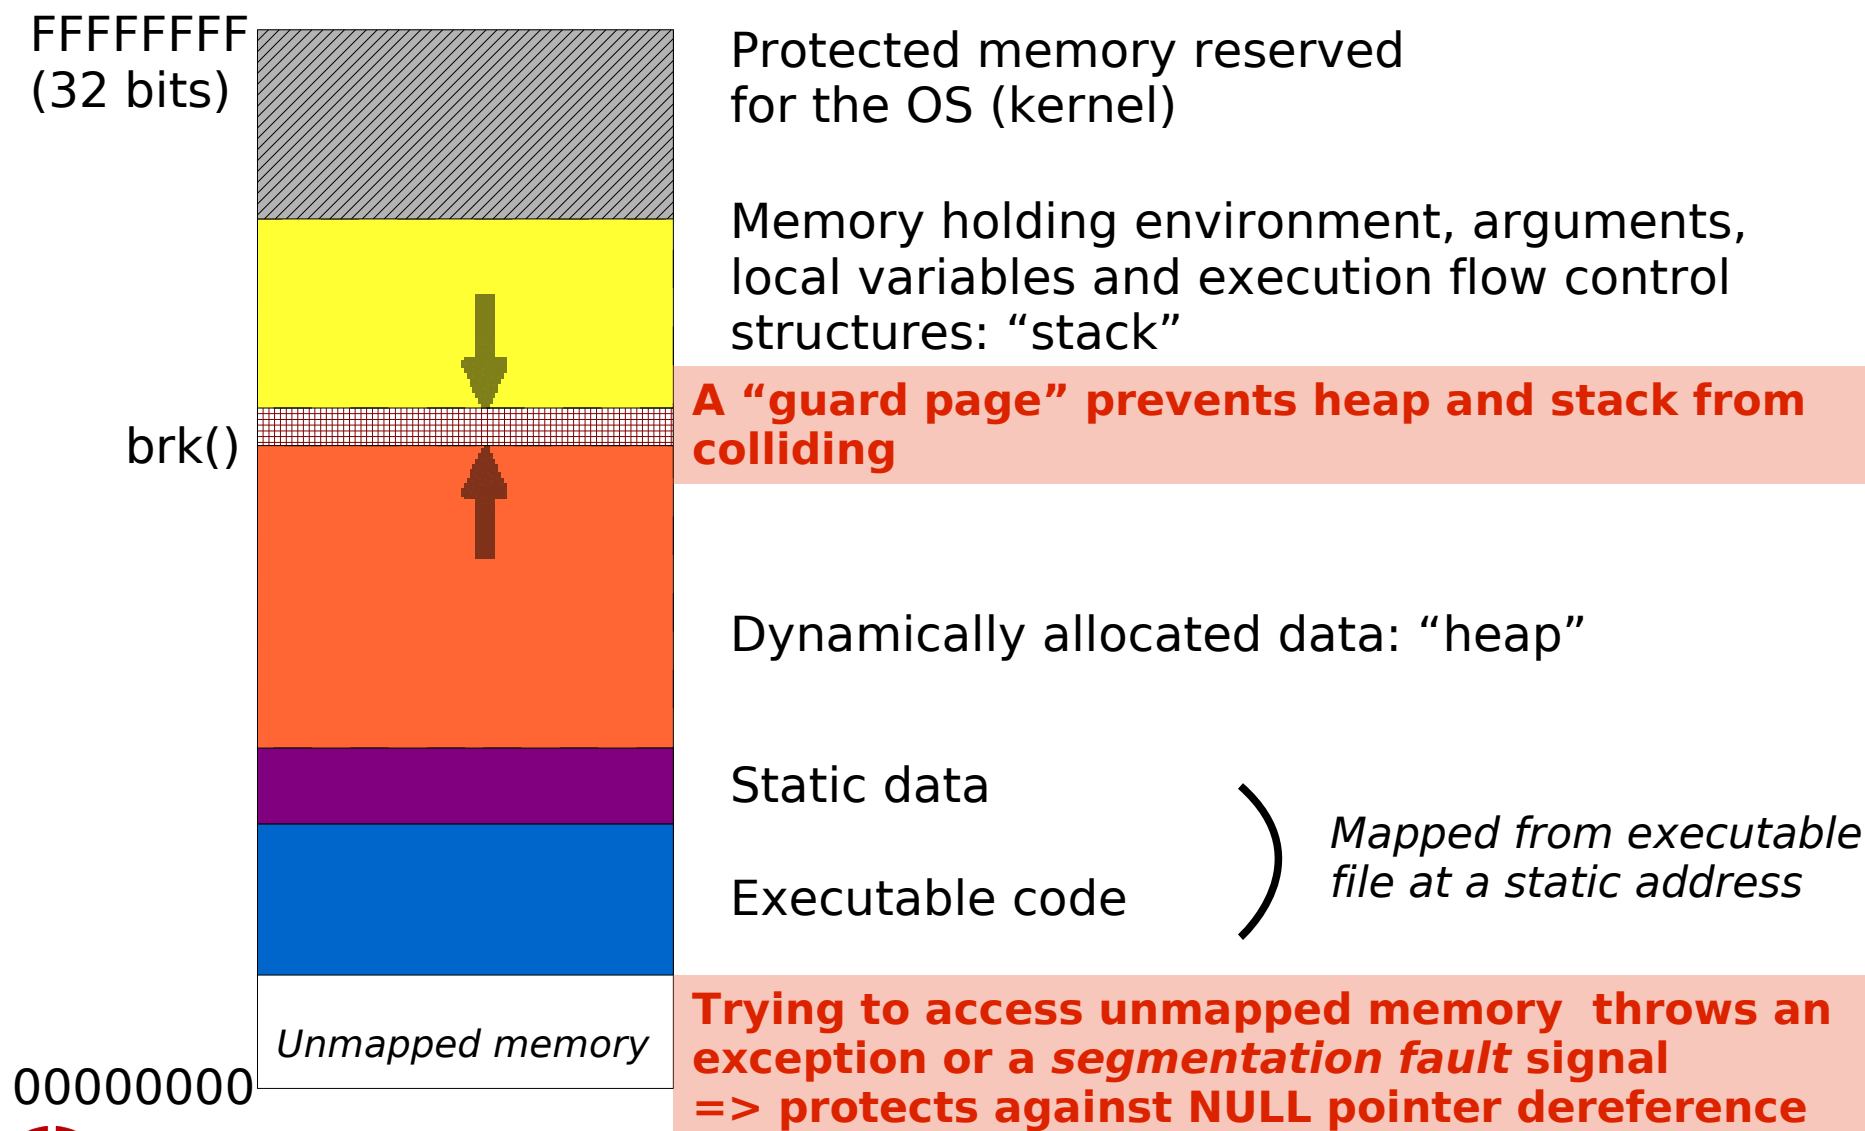 FFFFFFFF
(32 bits)
Protected memory reserved
for the OS (kernel)
Memory holding environment, arguments,
local variables and execution flow control
structures: “stack”
A “guard page” prevents heap and stack from
colliding
brk()
Dynamically allocated data: “heap”
Static data
Executable code
Mapped from executable
file at a static address
Unmapped memory
Trying to access unmapped memory  throws an
exception or a segmentation fault signal
=> protects against NULL pointer dereference
00000000